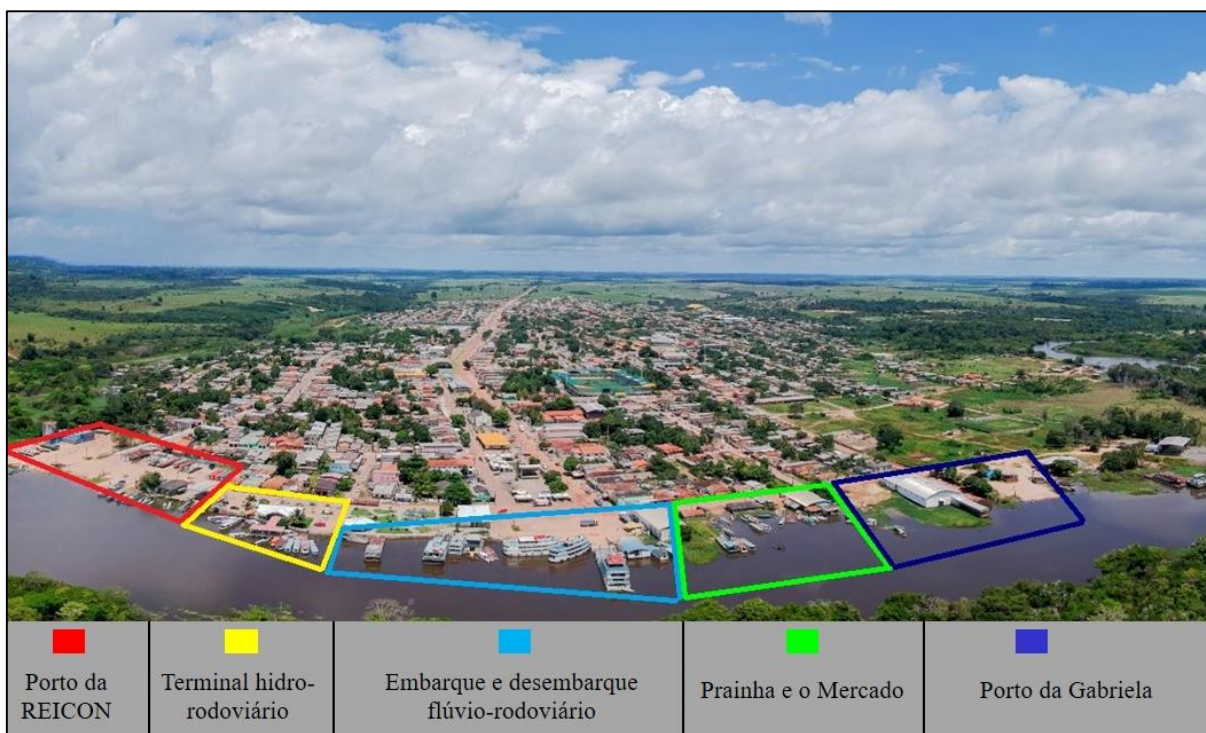 Porto da
REICON
Terminal hidro-
rodoviário
Embarque e desembarque
flúvio-rodoviário
Prainha e o Mercado
Porto da Gabriela